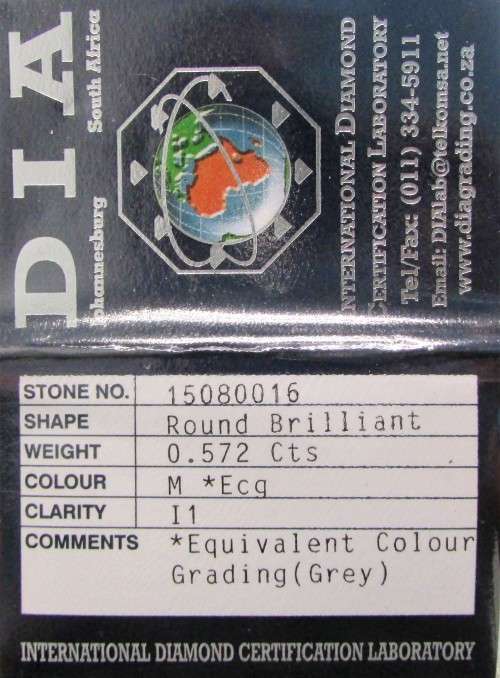 DIA
Johannesburg South Africa
INTERNATIONAL DIAMOND
CERTIFICATION LABORATORY
Tel/Fax: (011) 334-5911
Email: DIAlab@telkomsa.net
www.diagrading.co.za
STONE NO. 15080016
SHAPE Round Brilliant
WEIGHT 0.572 Cts
COLOUR M *Ecg
CLARITY I1
COMMENTS *Equivalent Colour
Grading(Grey)
INTERNATIONAL DIAMOND CERTIFICATION LABORATORY